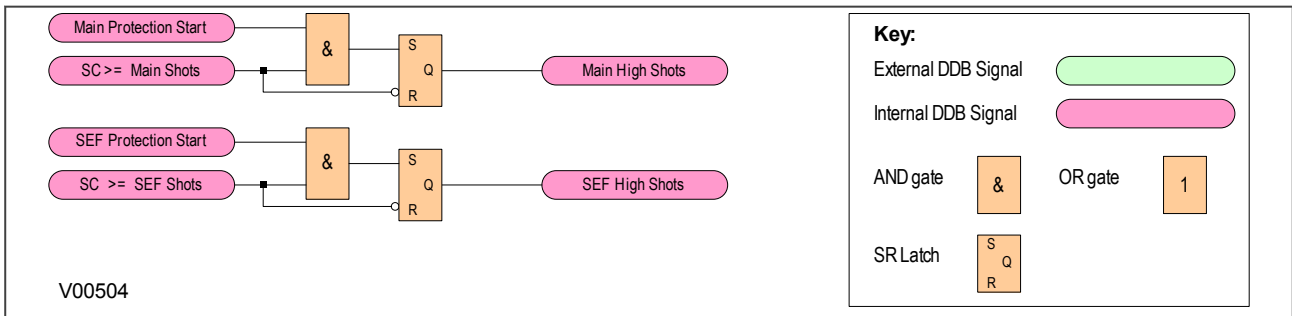 Main Protection Start
SC >= Main Shots
&
S
Q
R
Main High Shots
SEF Protection Start
SC >= SEF Shots
&
S
Q
R
SEF High Shots
V00504
Key:
External DDB Signal
Internal DDB Signal
AND gate
&
OR gate
1
SR Latch
S
Q
R